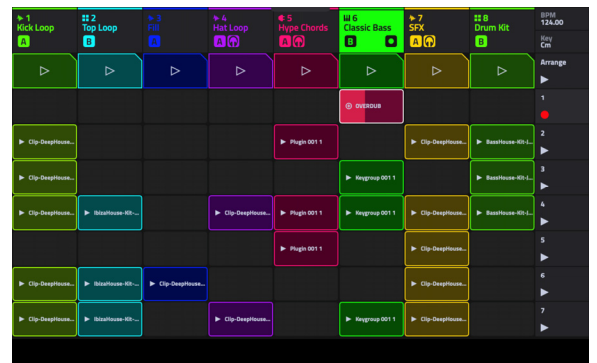 1 2 3 4 5 6 7 8 BPM
Kick Loop Top Loop Fill Hat Loop Hype Chords Classic Bass SFX Drum Kit 124.00
A B A A A B A B Key
Cm
Arrange
OVERDUB 1
Clip-DeepHouse... Plugin 001 1 Clip-DeepHouse... BassHouse-Kit-J... 2
Clip-DeepHouse... Keygroup 001 1 BassHouse-Kit-J... 3
Clip-DeepHouse... IbizaHouse-Kit-... Clip-DeepHouse... Plugin 001 1 Keygroup 001 1 Clip-DeepHouse... BassHouse-Kit-J... 4
Plugin 001 1 Clip-DeepHouse... 5
Clip-DeepHouse... IbizaHouse-Kit-... Clip-DeepHouse... Clip-DeepHouse... 6
Clip-DeepHouse... IbizaHouse-Kit-... Clip-DeepHouse... Keygroup 001 1 Clip-DeepHouse... 7